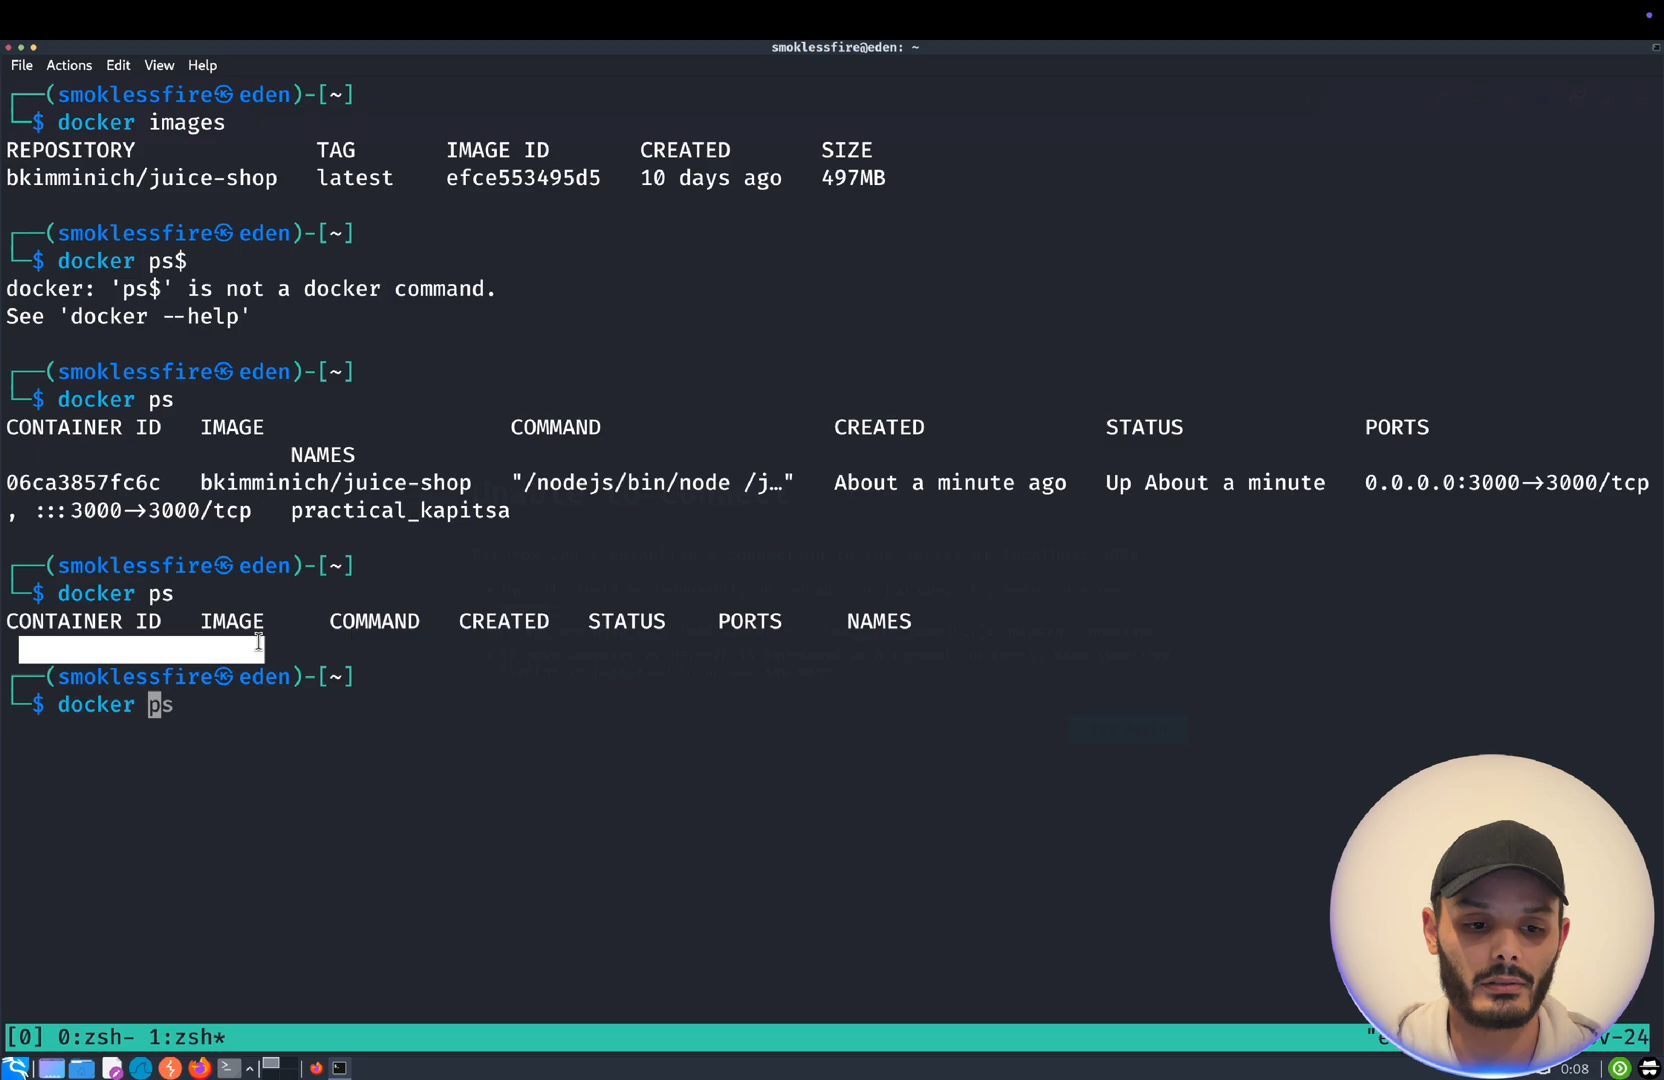 smoklessfire@eden: ~
File Actions Edit View Help
┌──(smoklessfire㉿eden)-[~]
└─$ docker images
REPOSITORY TAG IMAGE ID CREATED SIZE
bkimminich/juice-shop latest efce553495d5 10 days ago 497MB
┌──(smoklessfire㉿eden)-[~]
└─$ docker ps$
docker: 'ps$' is not a docker command.
See 'docker --help'
┌──(smoklessfire㉿eden)-[~]
└─$ docker ps
CONTAINER ID IMAGE COMMAND CREATED STATUS PORTS
NAMES
06ca3857fc6c bkimminich/juice-shop "/nodejs/bin/node /j…" About a minute ago Up About a minute 0.0.0.0:3000->3000/tcp
, :::3000->3000/tcp practical_kapitsa
┌──(smoklessfire㉿eden)-[~]
└─$ docker ps
CONTAINER ID IMAGE COMMAND CREATED STATUS PORTS NAMES
┌──(smoklessfire㉿eden)-[~]
└─$ docker ps
[0] 0:zsh- 1:zsh* v-24
0:08